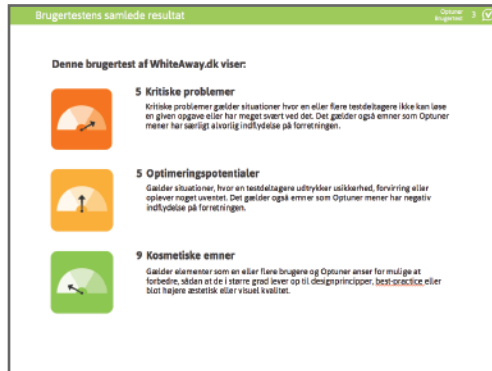 Brugertestens samlede resultat
Optuner
Brugertest
3
Denne brugertest af WhiteAway.dk viser:
5 Kritiske problemer
Kritiske problemer gælder situationer hvor en eller flere testdeltagere ikke kan løse
en given opgave eller har meget svært ved det. Det gælder også emner som Optuner
mener har særligt alvorlig indflydelse på forretningen.
5 Optimeringspotentialer
Gælder situationer, hvor en testdeltagere udtrykker usikkerhed, forvirring eller
oplever noget uventet. Det gælder også emner som Optuner mener har negativ
indflydelse på forretningen.
9 Kosmetiske emner
Gælder elementer som en eller flere brugere og Optuner anser for mulige at
forbedre, sådan at de i større grad lever op til designprincipper, best-practice eller
blot højere æstetisk eller visuel kvalitet.